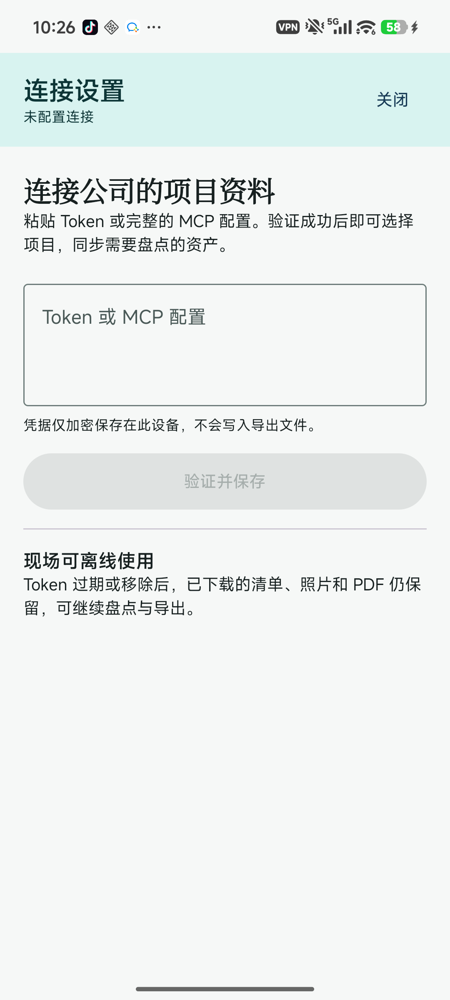 10:26
VPN 5G 6 58
连接设置
未配置连接
关闭
连接公司的项目资料
粘贴 Token 或完整的 MCP 配置。验证成功后即可选择
项目，同步需要盘点的资产。
Token 或 MCP 配置
凭据仅加密保存在此设备，不会写入导出文件。
验证并保存
现场可离线使用
Token 过期或移除后，已下载的清单、照片和 PDF 仍保
留，可继续盘点与导出。